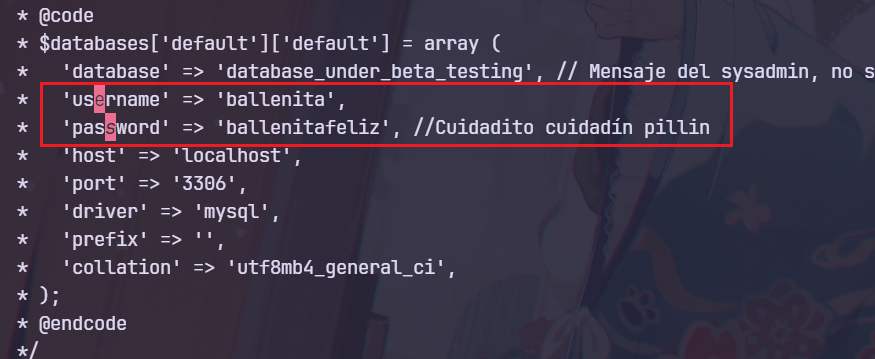 * @code
* $databases['default']['default'] = array (
*   'database' => 'database_under_beta_testing', // Mensaje del sysadmin, no s
*   'username' => 'ballenita',
*   'password' => 'ballenitafeliz', //Cuidadito cuidadín pillin
*   'host' => 'localhost',
*   'port' => '3306',
*   'driver' => 'mysql',
*   'prefix' => '',
*   'collation' => 'utf8mb4_general_ci',
* );
* @endcode
*/